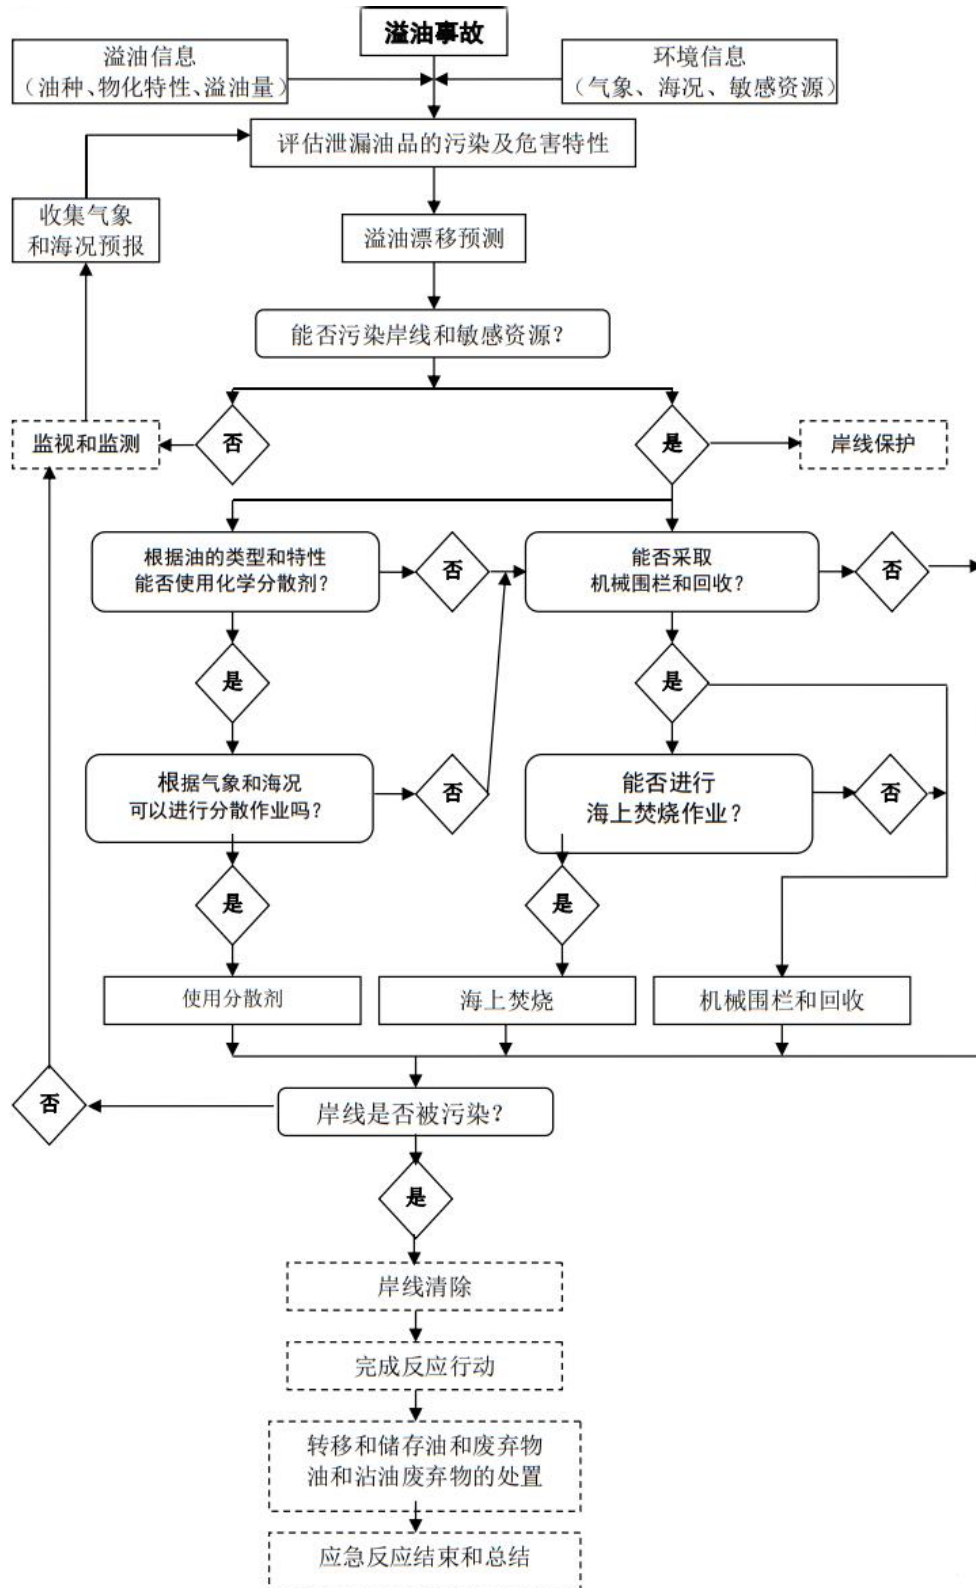 溢油事故
溢油信息
（油种、物化特性、溢油量）
环境信息
（气象、海况、敏感资源）
评估泄漏油品的污染及危害特性
收集气象
和海况预报
溢油漂移预测
能否污染岸线和敏感资源？
监视和监测
否
是
岸线保护
根据油的类型和特性
能否使用化学分散剂？
否
能否采取
机械围栏和回收？
否
是
是
根据气象和海况
可以进行分散作业吗？
否
能否进行
海上焚烧作业？
否
是
是
使用分散剂
海上焚烧
机械围栏和回收
否
岸线是否被污染？
是
岸线清除
完成反应行动
转移和储存油和废弃物
油和沾油废弃物的处置
应急反应结束和总结